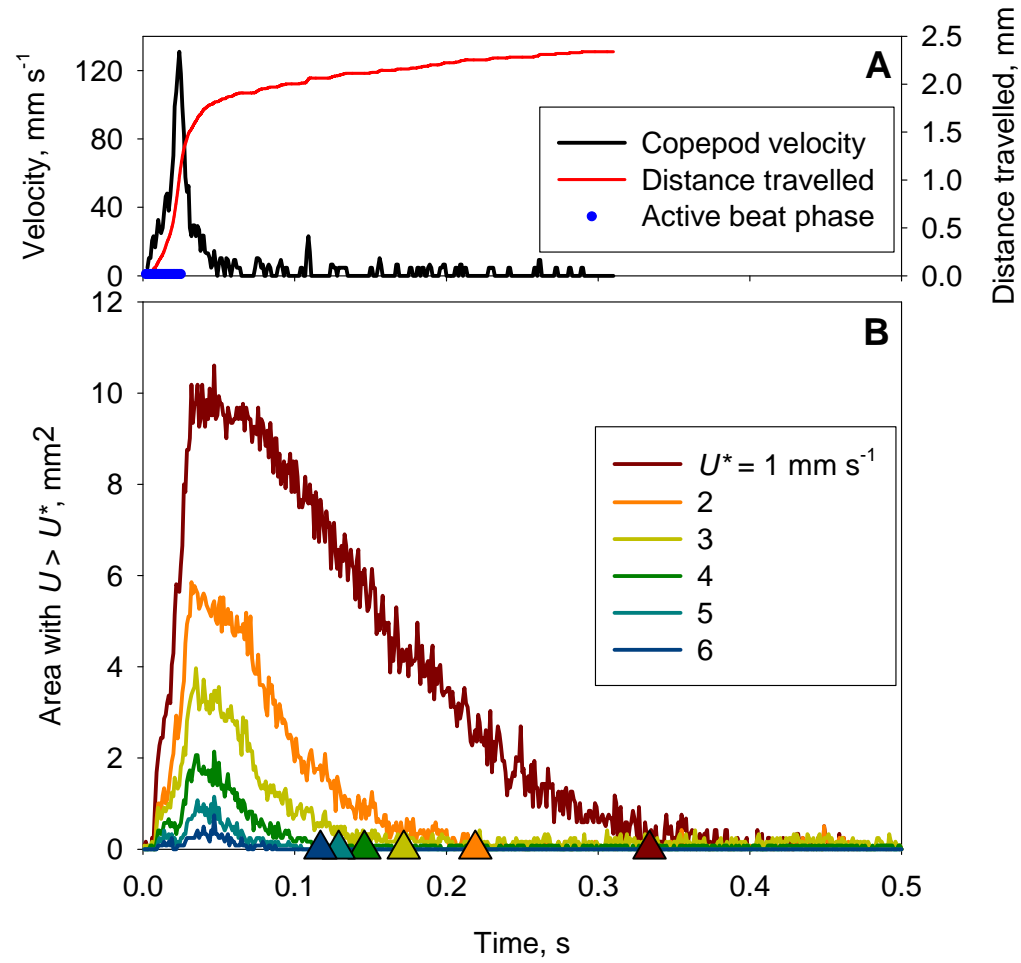 A
Velocity, mm s-1
120
80
40
0
2.5
2.0
1.5
1.0
0.5
0.0
Distance travelled, mm
Copepod velocity
Distance travelled
Active beat phase
B
Area with U > U*, mm2
12
10
8
6
4
2
0
U* = 1 mm s-1
2
3
4
5
6
0.0 0.1 0.2 0.3 0.4 0.5
Time, s